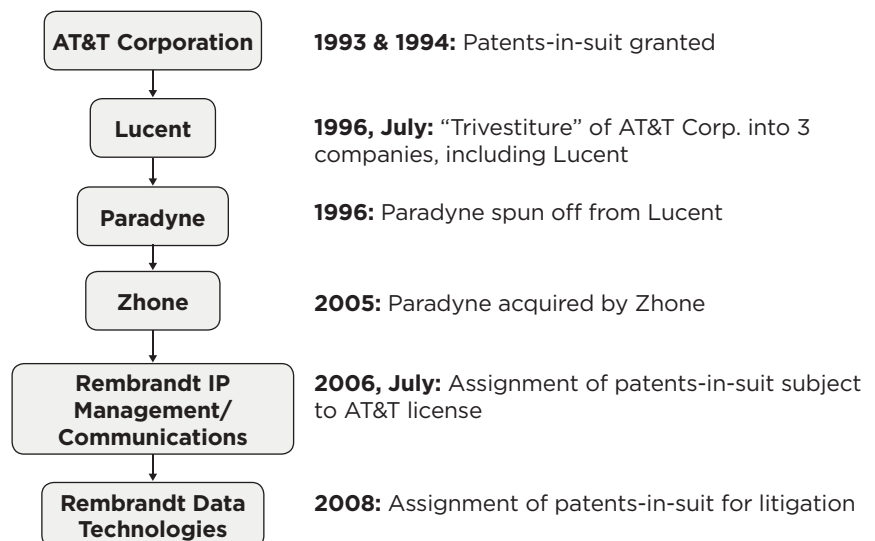 AT&T Corporation
1993 & 1994: Patents-in-suit granted
Lucent
1996, July: “Trivestiture” of AT&T Corp. into 3
companies, including Lucent
Paradyne
1996: Paradyne spun off from Lucent
Zhone
2005: Paradyne acquired by Zhone
Rembrandt IP
Management/
Communications
2006, July: Assignment of patents-in-suit subject
to AT&T license
Rembrandt Data
Technologies
2008: Assignment of patents-in-suit for litigation